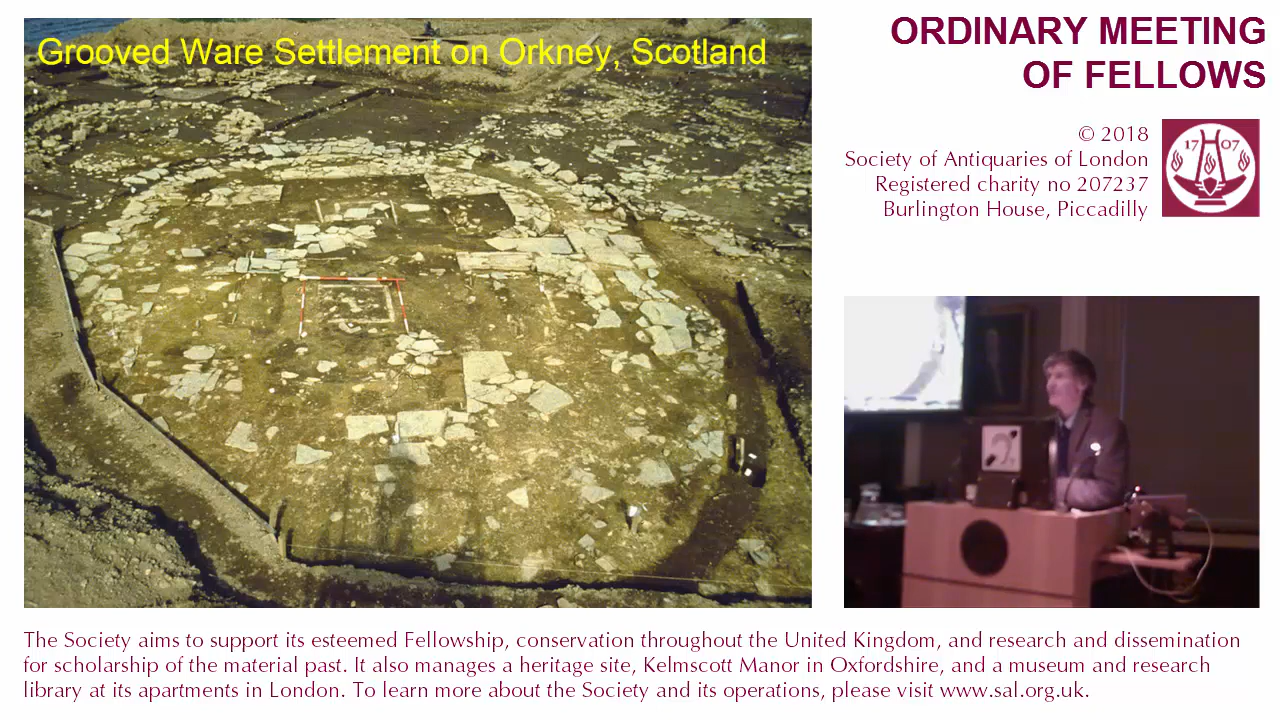 Grooved Ware Settlement on Orkney, Scotland
ORDINARY MEETING
OF FELLOWS
© 2018
Society of Antiquaries of London
Registered charity no 207237
Burlington House, Piccadilly
17 07
The Society aims to support its esteemed Fellowship, conservation throughout the United Kingdom, and research and dissemination
for scholarship of the material past. It also manages a heritage site, Kelmscott Manor in Oxfordshire, and a museum and research
library at its apartments in London. To learn more about the Society and its operations, please visit www.sal.org.uk.